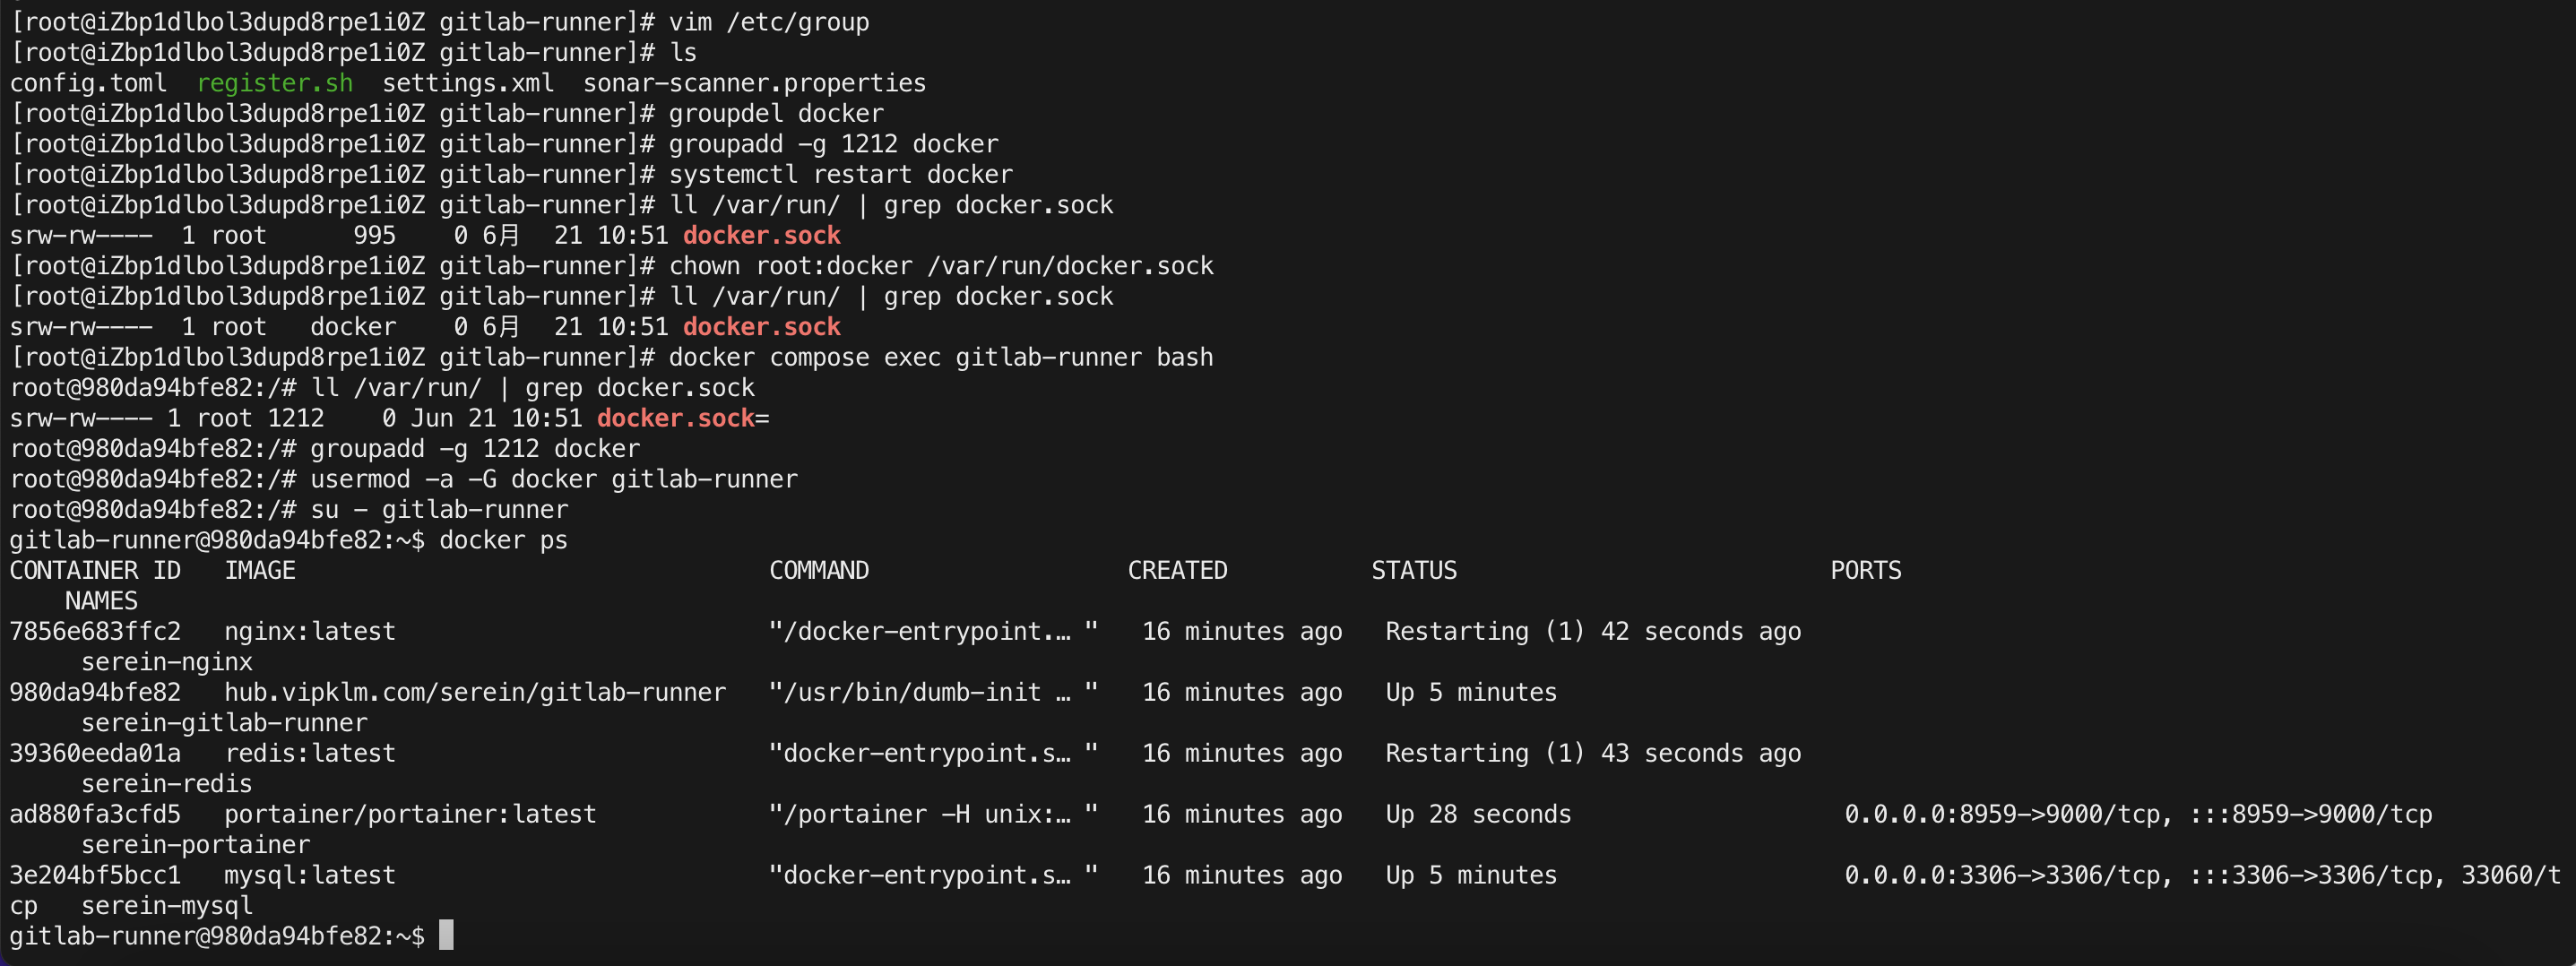 [root@iZbp1dlbol3dupd8rpe1i0Z gitlab-runner]# vim /etc/group
[root@iZbp1dlbol3dupd8rpe1i0Z gitlab-runner]# ls
config.toml  register.sh  settings.xml  sonar-scanner.properties
[root@iZbp1dlbol3dupd8rpe1i0Z gitlab-runner]# groupdel docker
[root@iZbp1dlbol3dupd8rpe1i0Z gitlab-runner]# groupadd -g 1212 docker
[root@iZbp1dlbol3dupd8rpe1i0Z gitlab-runner]# systemctl restart docker
[root@iZbp1dlbol3dupd8rpe1i0Z gitlab-runner]# ll /var/run/ | grep docker.sock
srw-rw----  1 root      995    0 6月  21 10:51 docker.sock
[root@iZbp1dlbol3dupd8rpe1i0Z gitlab-runner]# chown root:docker /var/run/docker.sock
[root@iZbp1dlbol3dupd8rpe1i0Z gitlab-runner]# ll /var/run/ | grep docker.sock
srw-rw----  1 root   docker    0 6月  21 10:51 docker.sock
[root@iZbp1dlbol3dupd8rpe1i0Z gitlab-runner]# docker compose exec gitlab-runner bash
root@980da94bfe82:/# ll /var/run/ | grep docker.sock
srw-rw---- 1 root 1212    0 Jun 21 10:51 docker.sock=
root@980da94bfe82:/# groupadd -g 1212 docker
root@980da94bfe82:/# usermod -a -G docker gitlab-runner
root@980da94bfe82:/# su - gitlab-runner
gitlab-runner@980da94bfe82:~$ docker ps
CONTAINER ID   IMAGE                                 COMMAND                  CREATED          STATUS                          PORTS
    NAMES
7856e683ffc2   nginx:latest                          "/docker-entrypoint.… "   16 minutes ago   Restarting (1) 42 seconds ago
     serein-nginx
980da94bfe82   hub.vipklm.com/serein/gitlab-runner   "/usr/bin/dumb-init … "   16 minutes ago   Up 5 minutes
     serein-gitlab-runner
39360eeda01a   redis:latest                          "docker-entrypoint.s… "   16 minutes ago   Restarting (1) 43 seconds ago
     serein-redis
ad880fa3cfd5   portainer/portainer:latest            "/portainer -H unix:… "   16 minutes ago   Up 28 seconds                   0.0.0.0:8959->9000/tcp, :::8959->9000/tcp
     serein-portainer
3e204bf5bcc1   mysql:latest                          "docker-entrypoint.s… "   16 minutes ago   Up 5 minutes                    0.0.0.0:3306->3306/tcp, :::3306->3306/tcp, 33060/t
cp   serein-mysql
gitlab-runner@980da94bfe82:~$